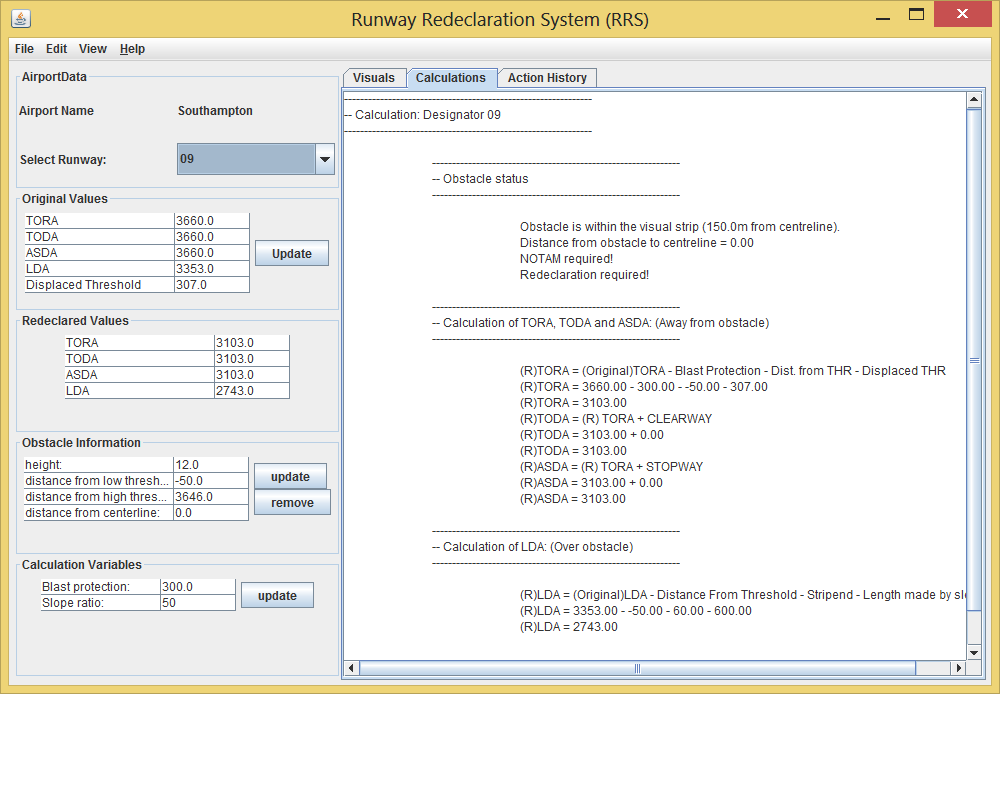 Runway Redeclaration System (RRS)
File Edit View Help
AirportData
Airport Name Southampton
Select Runway: 09
Original Values
TORA 3660.0
TODA 3660.0
ASDA 3660.0
LDA 3353.0
Displaced Threshold 307.0
Update
Redeclared Values
TORA 3103.0
TODA 3103.0
ASDA 3103.0
LDA 2743.0
Obstacle Information
height: 12.0
distance from low thresh... -50.0
distance from high thres... 3646.0
distance from centerline: 0.0
update
remove
Calculation Variables
Blast protection: 300.0
Slope ratio: 50
update
Visuals Calculations Action History
-- Calculation: Designator 09
-- Obstacle status
Obstacle is within the visual strip (150.0m from centreline).
Distance from obstacle to centreline = 0.00
NOTAM required!
Redeclaration required!
-- Calculation of TORA, TODA and ASDA: (Away from obstacle)
(R)TORA = (Original)TORA - Blast Protection - Dist. from THR - Displaced THR
(R)TORA = 3660.00 - 300.00 - -50.00 - 307.00
(R)TORA = 3103.00
(R)TODA = (R) TORA + CLEARWAY
(R)TODA = 3103.00 + 0.00
(R)TODA = 3103.00
(R)ASDA = (R) TORA + STOPWAY
(R)ASDA = 3103.00 + 0.00
(R)ASDA = 3103.00
-- Calculation of LDA: (Over obstacle)
(R)LDA = (Original)LDA - Distance From Threshold - Stripend - Length made by
(R)LDA = 3353.00 - -50.00 - 60.00 - 600.00
(R)LDA = 2743.00